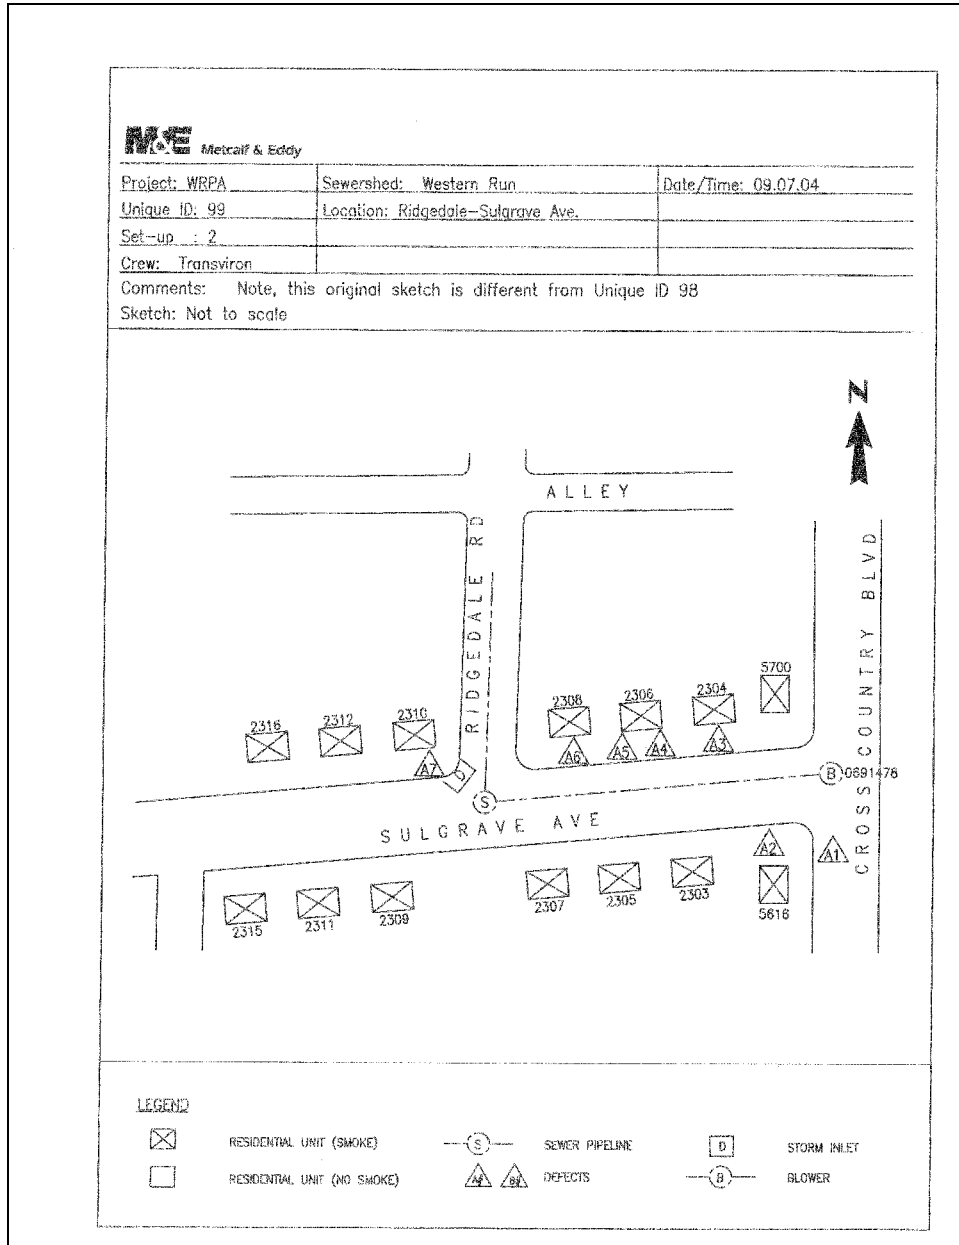 M&E Metcalf & Eddy
Project: WRPA Sewershed: Western Run Date/Time: 09.07.04
Unique ID: 99 Location: Ridgedale-Sulgrave Ave.
Set-up : 2
Crew: Transviron
Comments: Note, this original sketch is different from Unique ID 98
Sketch: Not to scale
N
ALLEY
RIDGEDALE RD
CROSS COUNTRY BLVD
5700
2316 2312 2310 2308 2306 2304
A7 A6 A5 A4 A3
D
S
B 0691476
SULGRAVE AVE
A2 A1
2315 2311 2309 2307 2305 2303 5616
LEGEND
RESIDENTIAL UNIT (SMOKE) S SEWER PIPELINE D STORM INLET
RESIDENTIAL UNIT (NO SMOKE) DEFECTS B BLOWER